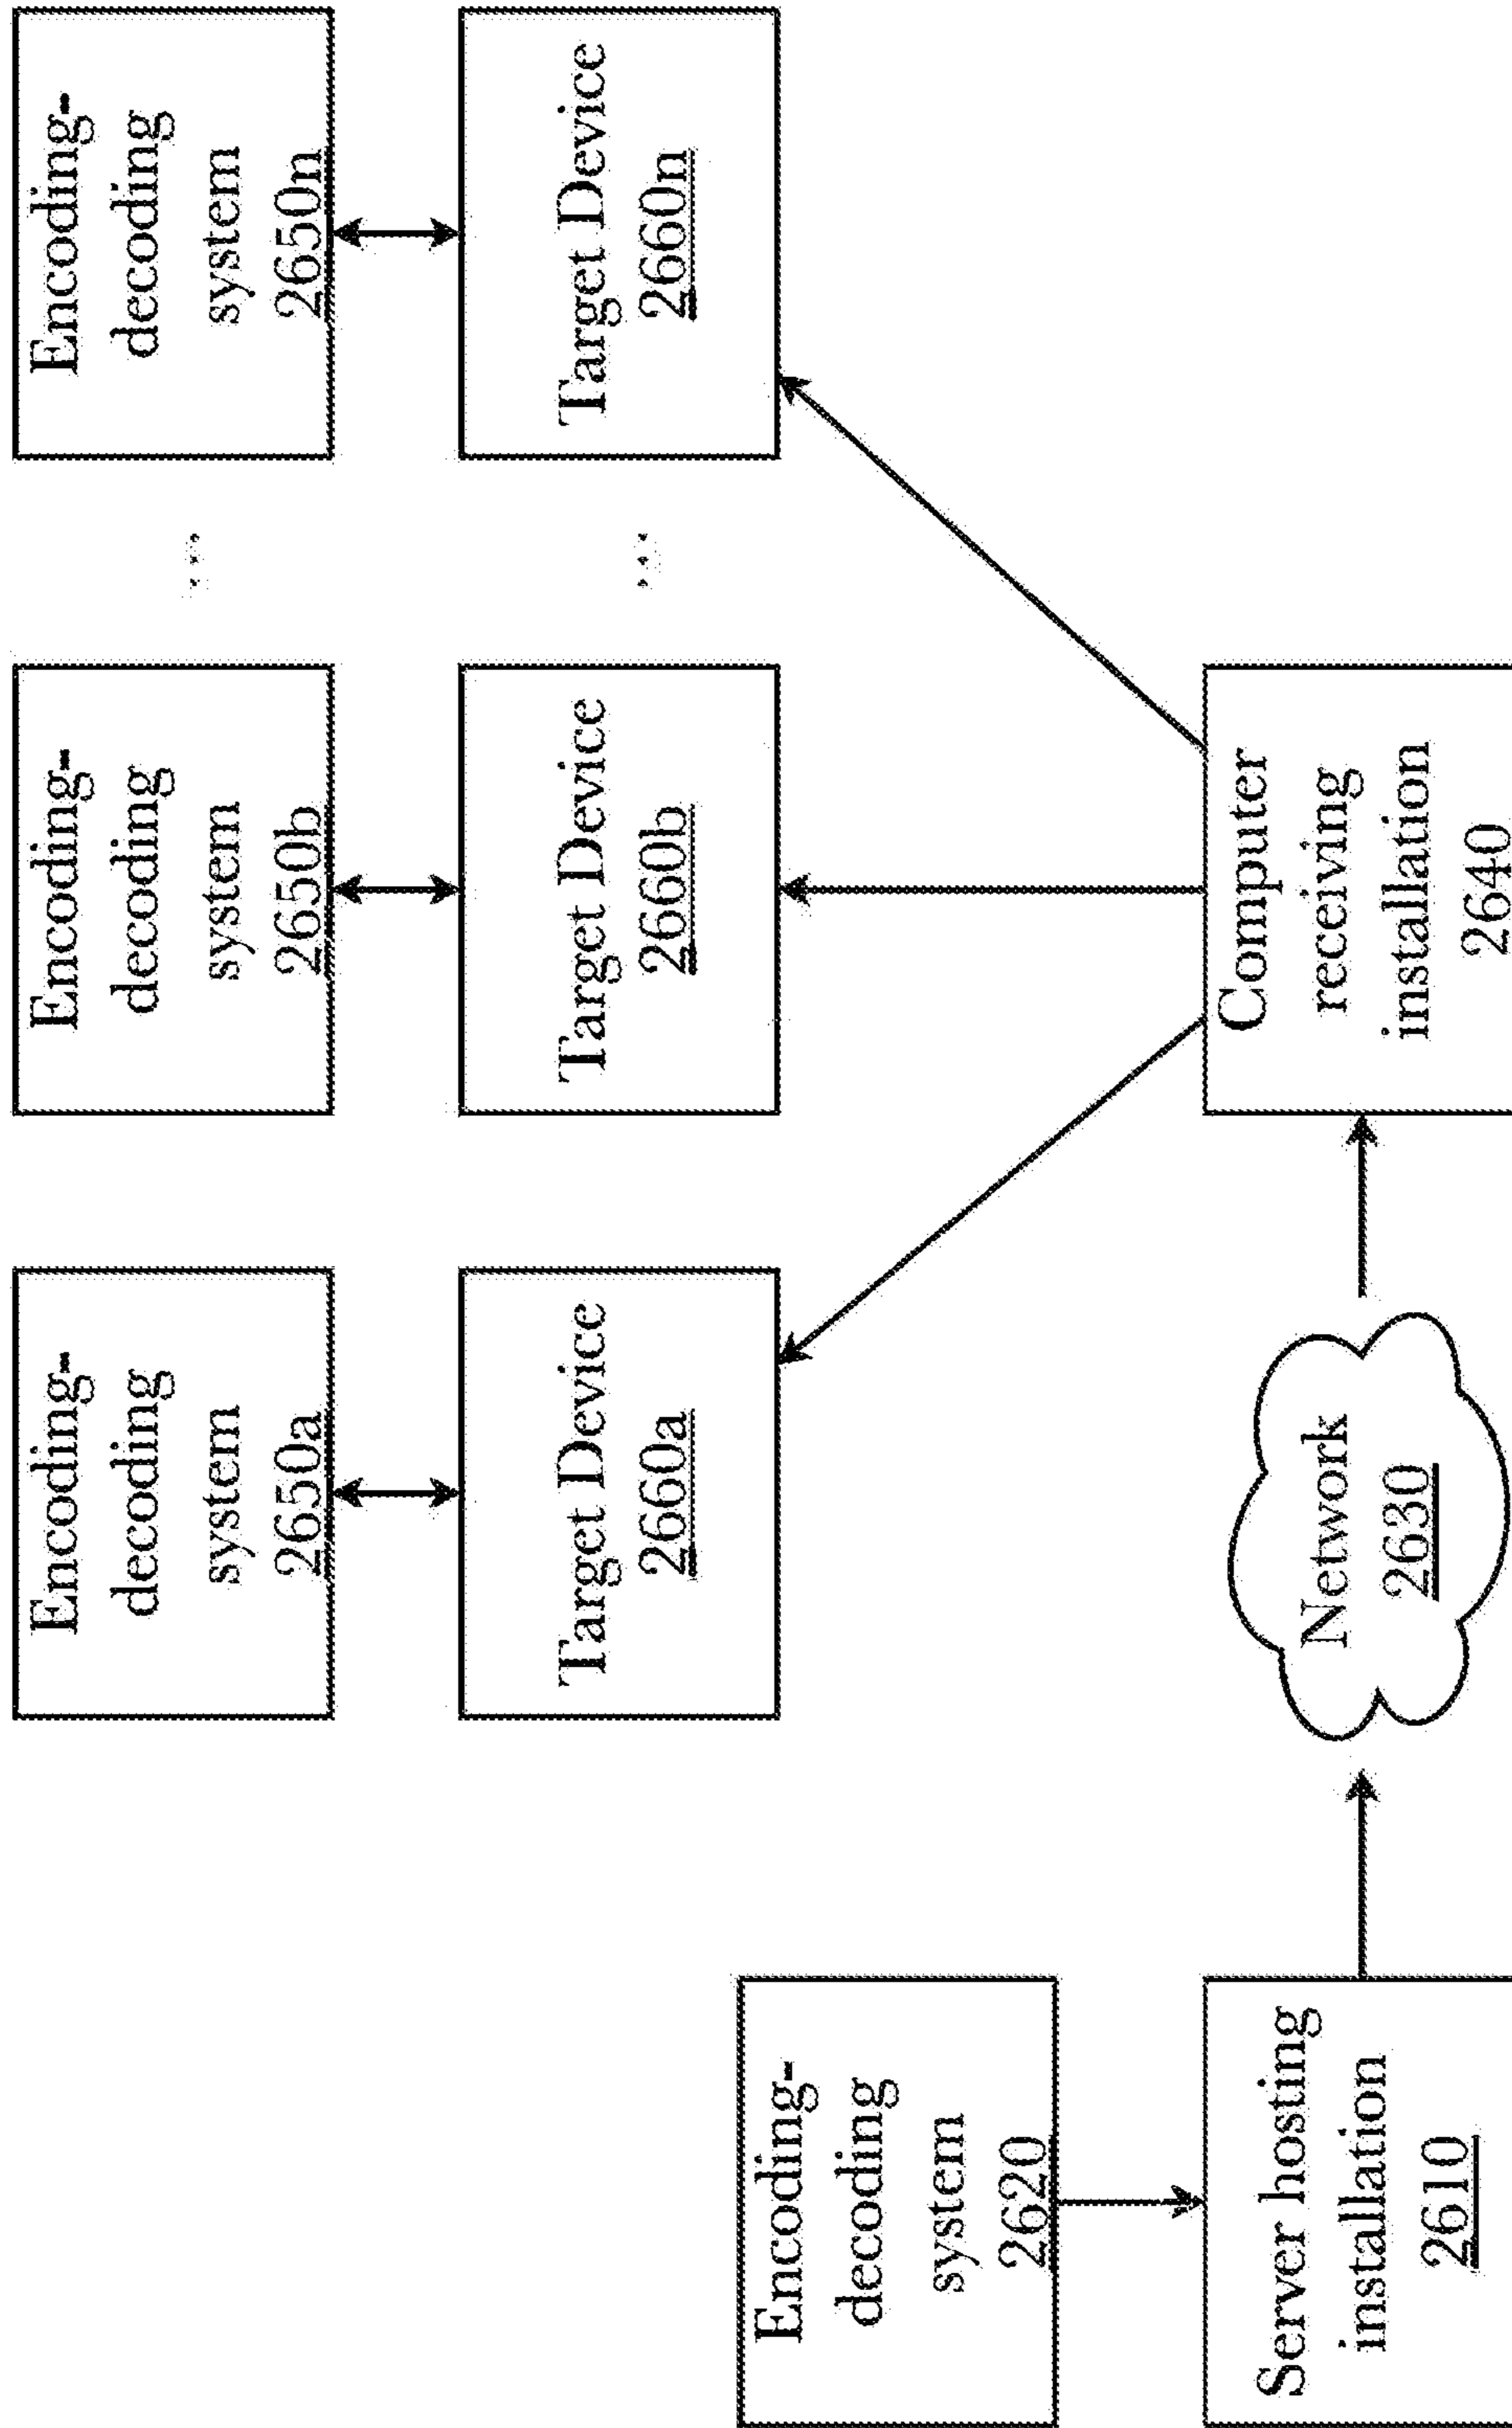 Encoding-
decoding
system
2650a
Encoding-
decoding
system
2650b
...
Encoding-
decoding
system
2650n
Target Device
2660a
Target Device
2660b
...
Target Device
2660n
Encoding-
decoding
system
2620
Server hosting
installation
2610
Network
2630
Computer
receiving
installation
2640